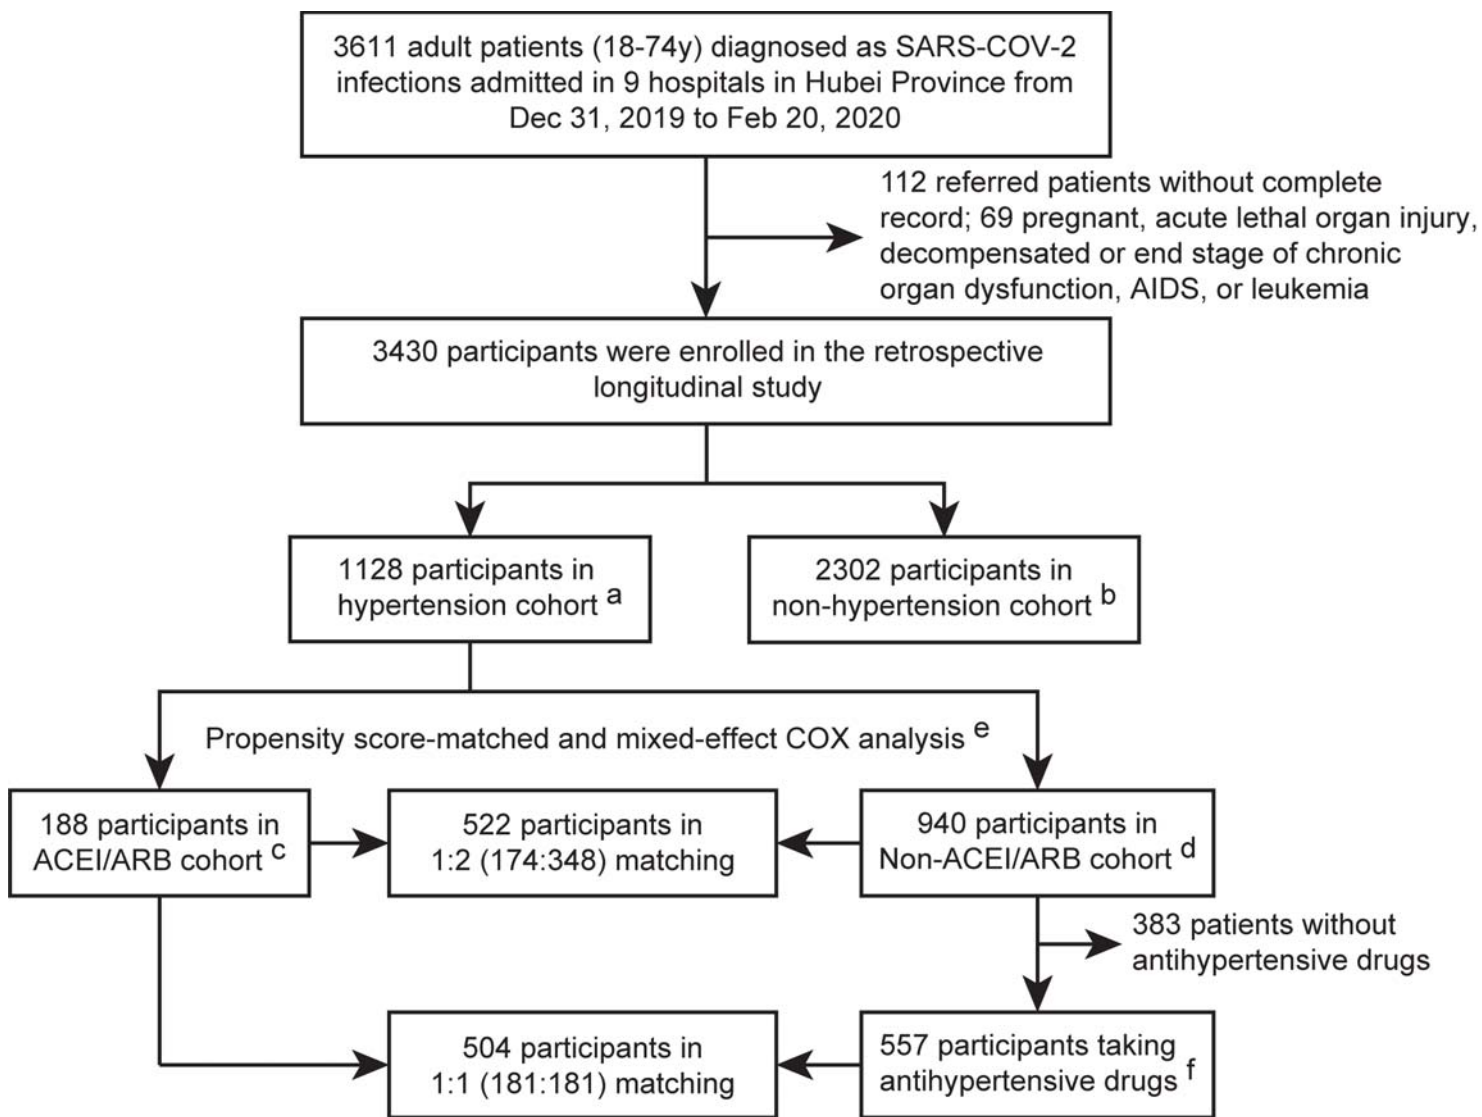 3611 adult patients (18-74y) diagnosed as SARS-COV-2
infections admitted in 9 hospitals in Hubei Province from
Dec 31, 2019 to Feb 20, 2020
112 referred patients without complete
record; 69 pregnant, acute lethal organ injury,
decompensated or end stage of chronic
organ dysfunction, AIDS, or leukemia
3430 participants were enrolled in the retrospective
longitudinal study
1128 participants in
hypertension cohort a
2302 participants in
non-hypertension cohort b
Propensity score-matched and mixed-effect COX analysis e
188 participants in
ACEI/ARB cohort c
522 participants in
1:2 (174:348) matching
940 participants in
Non-ACEI/ARB cohort d
383 patients without
antihypertensive drugs
504 participants in
1:1 (181:181) matching
557 participants taking
antihypertensive drugs f